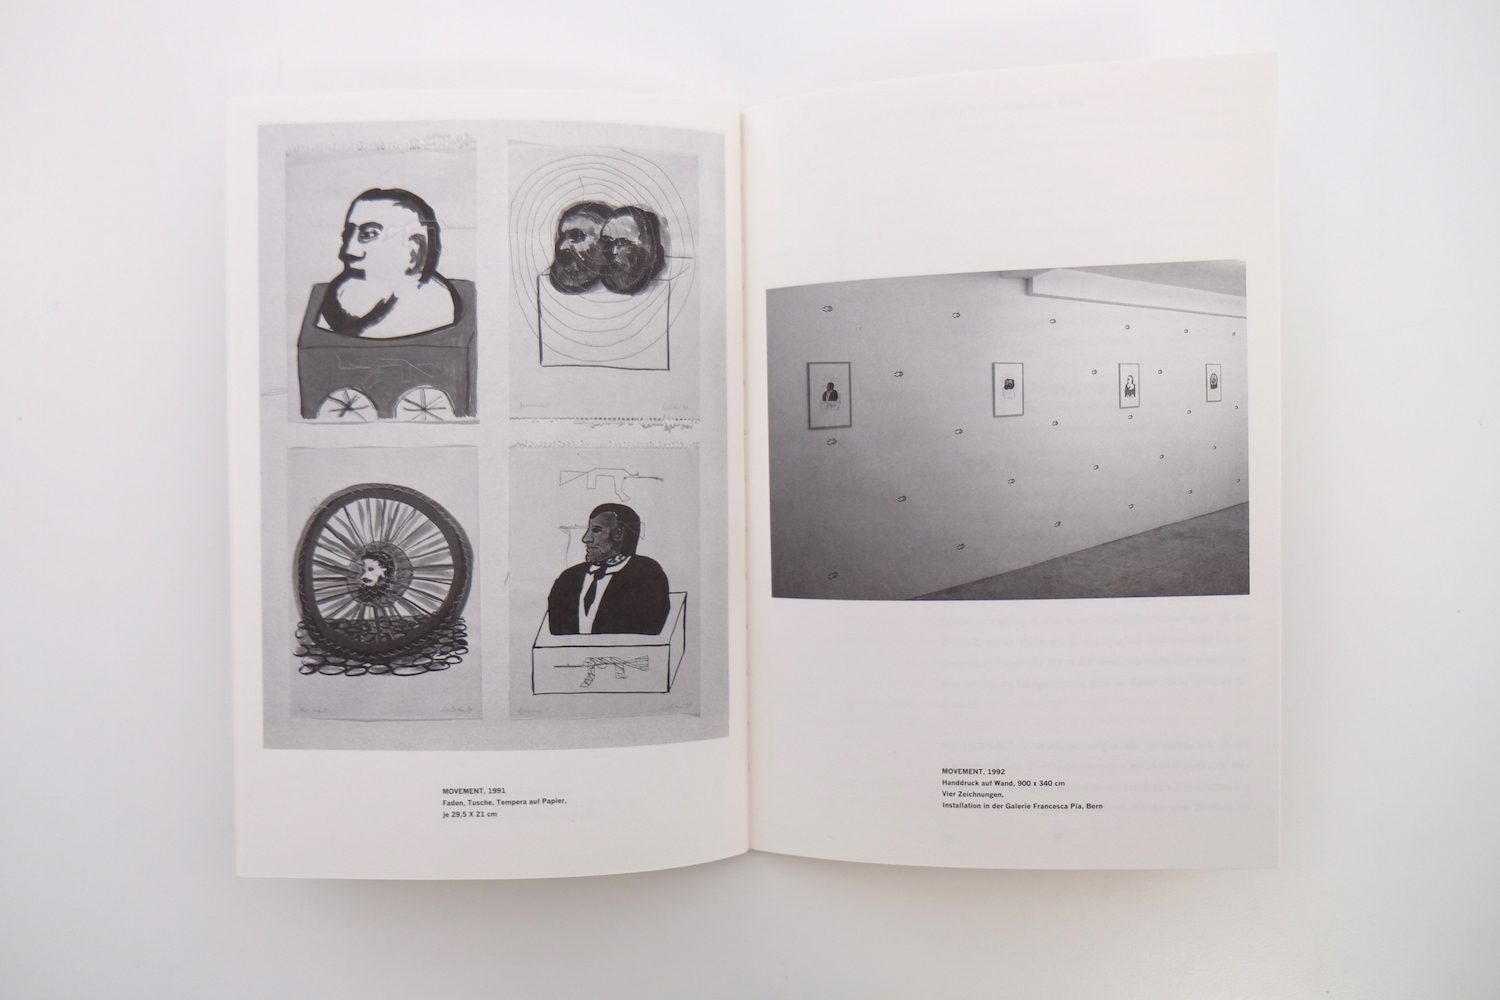 MOVEMENT, 1991
Faden, Tusche, Tempera auf Papier,
je 29,5 X 21 cm
MOVEMENT, 1992
Handdruck auf Wand, 900 x 340 cm
Vier Zeichnungen,
Installation in der Galerie Francesca Pia, Bern